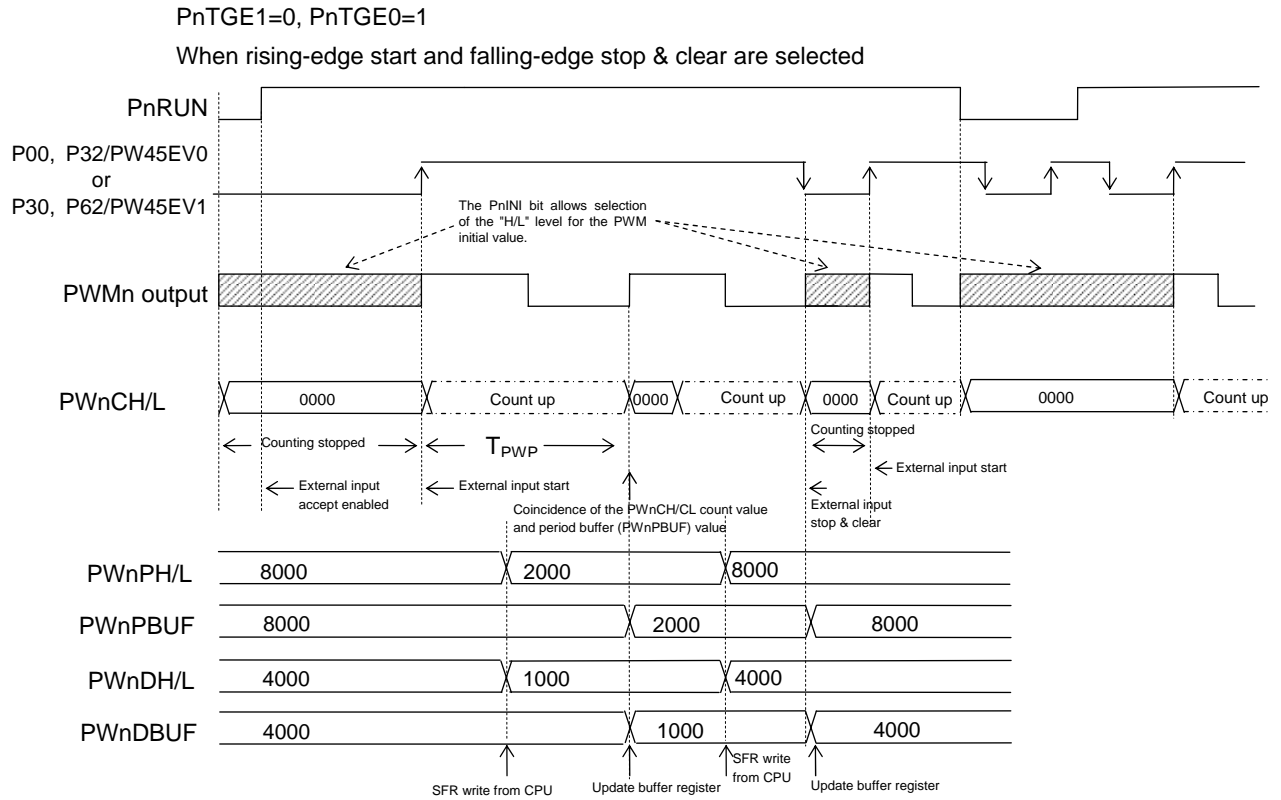 PnTGE1=0, PnTGE0=1
When rising-edge start and falling-edge stop & clear are selected
PnRUN
P00, P32/PW45EV0
or
P30, P62/PW45EV1
The PnINI bit allows selection
of the "H/L" level for the PWM
initial value.
PWMn output
PWnCH/L
0000
Count up
0000
Count up
0000
Count up
0000
Count up
Counting stopped
TPWP
Counting stopped
External input
accept enabled
External input start
External input start
Coincidence of the PWnCH/CL count value
and period buffer (PWnPBUF) value
External input
stop & clear
PWnPH/L
8000
2000
8000
PWnPBUF
8000
2000
8000
PWnDH/L
4000
1000
4000
PWnDBUF
4000
1000
4000
SFR write from CPU
Update buffer register
SFR write
from CPU
Update buffer register